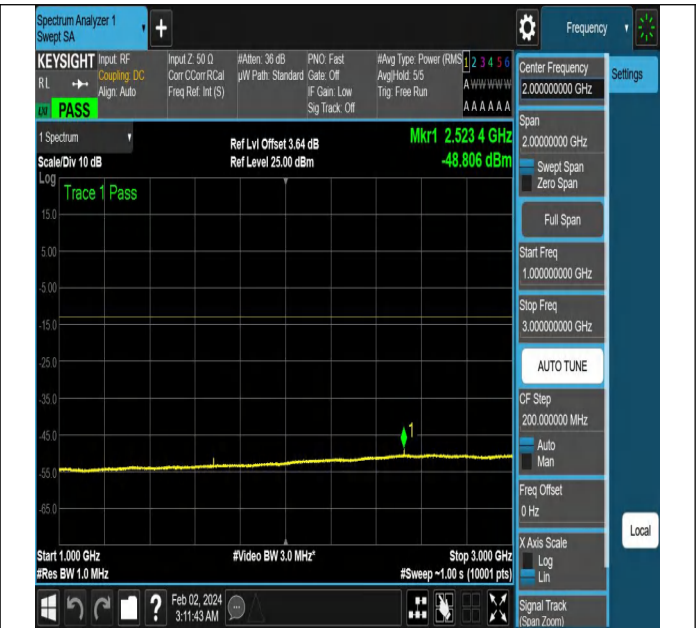 Spectrum Analyzer 1
Swept SA
+
Frequency
KEYSIGHT
RL
Align: Auto
Input: RF
Coupling: DC
Input Z: 50 Ω
Corr CCorr RCal
Freq Ref: Int (S)
#Atten: 36 dB
µW Path: Standard
PNO: Fast
Gate: Off
IF Gain: Low
Sig Track: Off
#Avg Type: Power (RMS
Avg|Hold: 5/5
Trig: Free Run
1 2 3 4 5 6
A W W W W W
A A A A A A
PASS
1 Spectrum
Scale/Div 10 dB
Ref Lvl Offset 3.64 dB
Ref Level 25.00 dBm
Mkr1 2.523 4 GHz
-48.806 dBm
Log
Trace 1 Pass
15.0
5.00
-5.00
-15.0
-25.0
-35.0
-45.0
-55.0
-65.0
1
Start 1.000 GHz
#Res BW 1.0 MHz
#Video BW 3.0 MHz*
Stop 3.000 GHz
#Sweep ~1.00 s (10001 pts)
Feb 02, 2024
3:11:43 AM
?
Center Frequency
2.000000000 GHz
Settings
Span
2.00000000 GHz
Swept Span
Zero Span
Full Span
Start Freq
1.000000000 GHz
Stop Freq
3.000000000 GHz
AUTO TUNE
CF Step
200.000000 MHz
Auto
Man
Freq Offset
0 Hz
X Axis Scale
Log
Lin
Local
Signal Track
(Span Zoom)